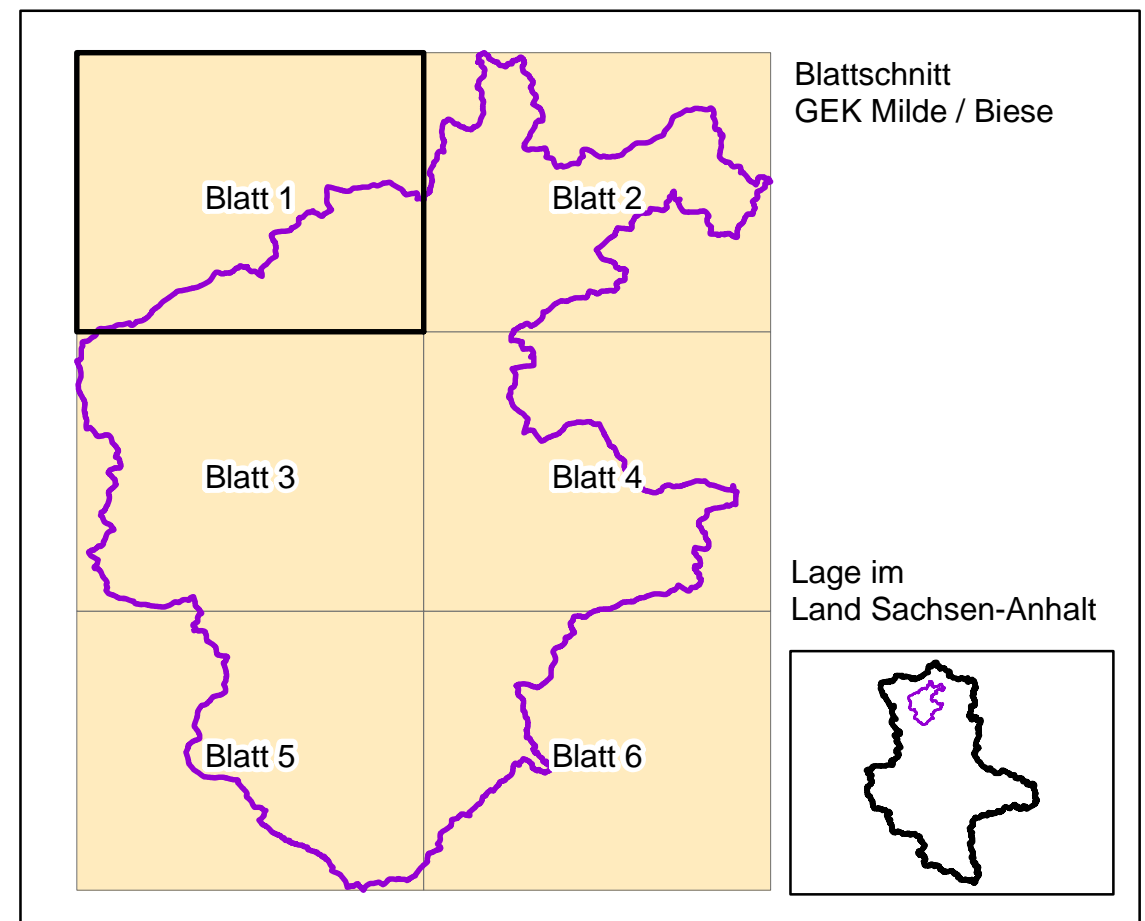 Blattschnitt
GEK Milde / Biese
Blatt 1
Blatt 2
Blatt 3
Blatt 4
Lage im
Land Sachsen-Anhalt
Blatt 5
Blatt 6